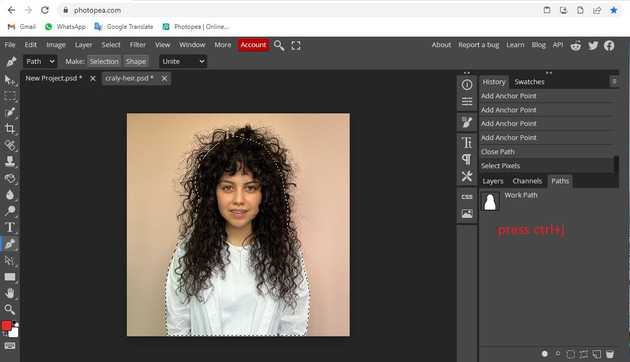 photopea.com
Gmail WhatsApp Google Translate Photopea | Online...
File Edit Image Layer Select Filter View Window More Account About Report a bug Learn Blog API
Path Make: Selection Shape Unite
New Project.psd * craly-heir.psd * History Swatches
Add Anchor Point
Add Anchor Point
Add Anchor Point
Add Anchor Point
Close Path
Select Pixels
Layers Channels Paths
Work Path
press ctrl+j
CSS